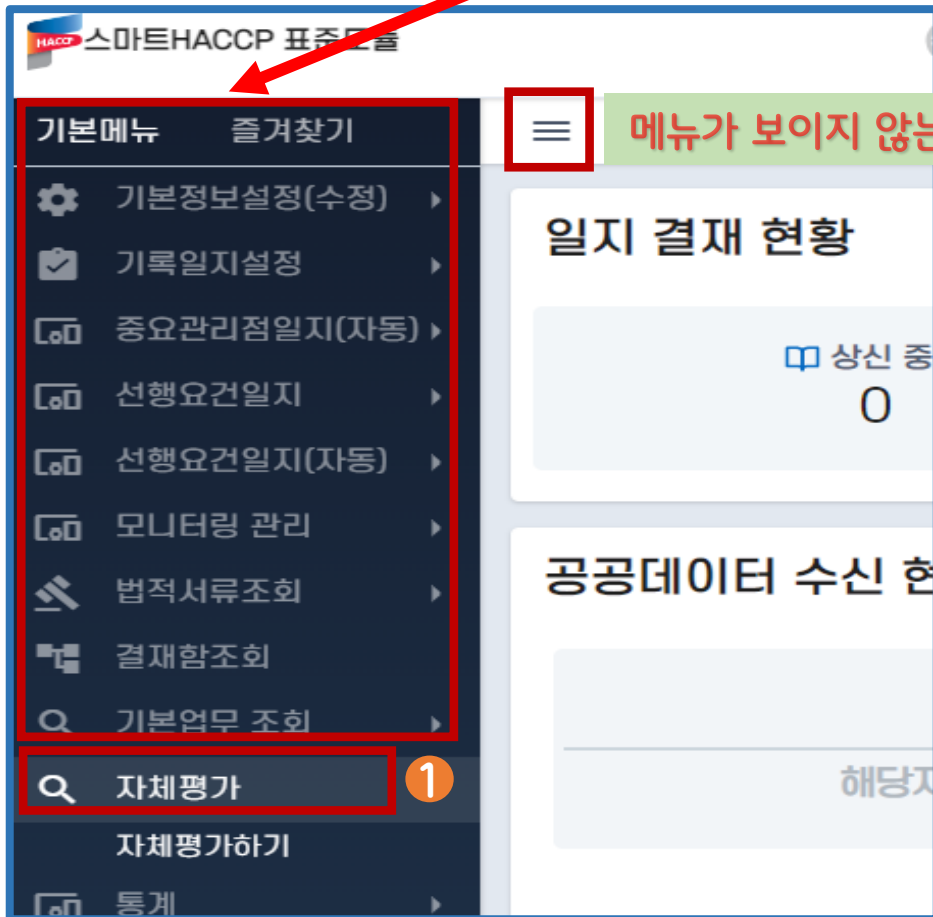 HACCP 스마트HACCP 표준모듈
기본메뉴 즐겨찾기
메뉴가 보이지 않는
기본정보설정(수정)
기록일지설정
중요관리점일지(자동)
선행요건일지
선행요건일지(자동)
모니터링 관리
법적서류조회
결재함조회
기본업무 조회
자체평가 1
자체평가하기
통계
일지 결재 현황
상신 중
0
공공데이터 수신 현
해당